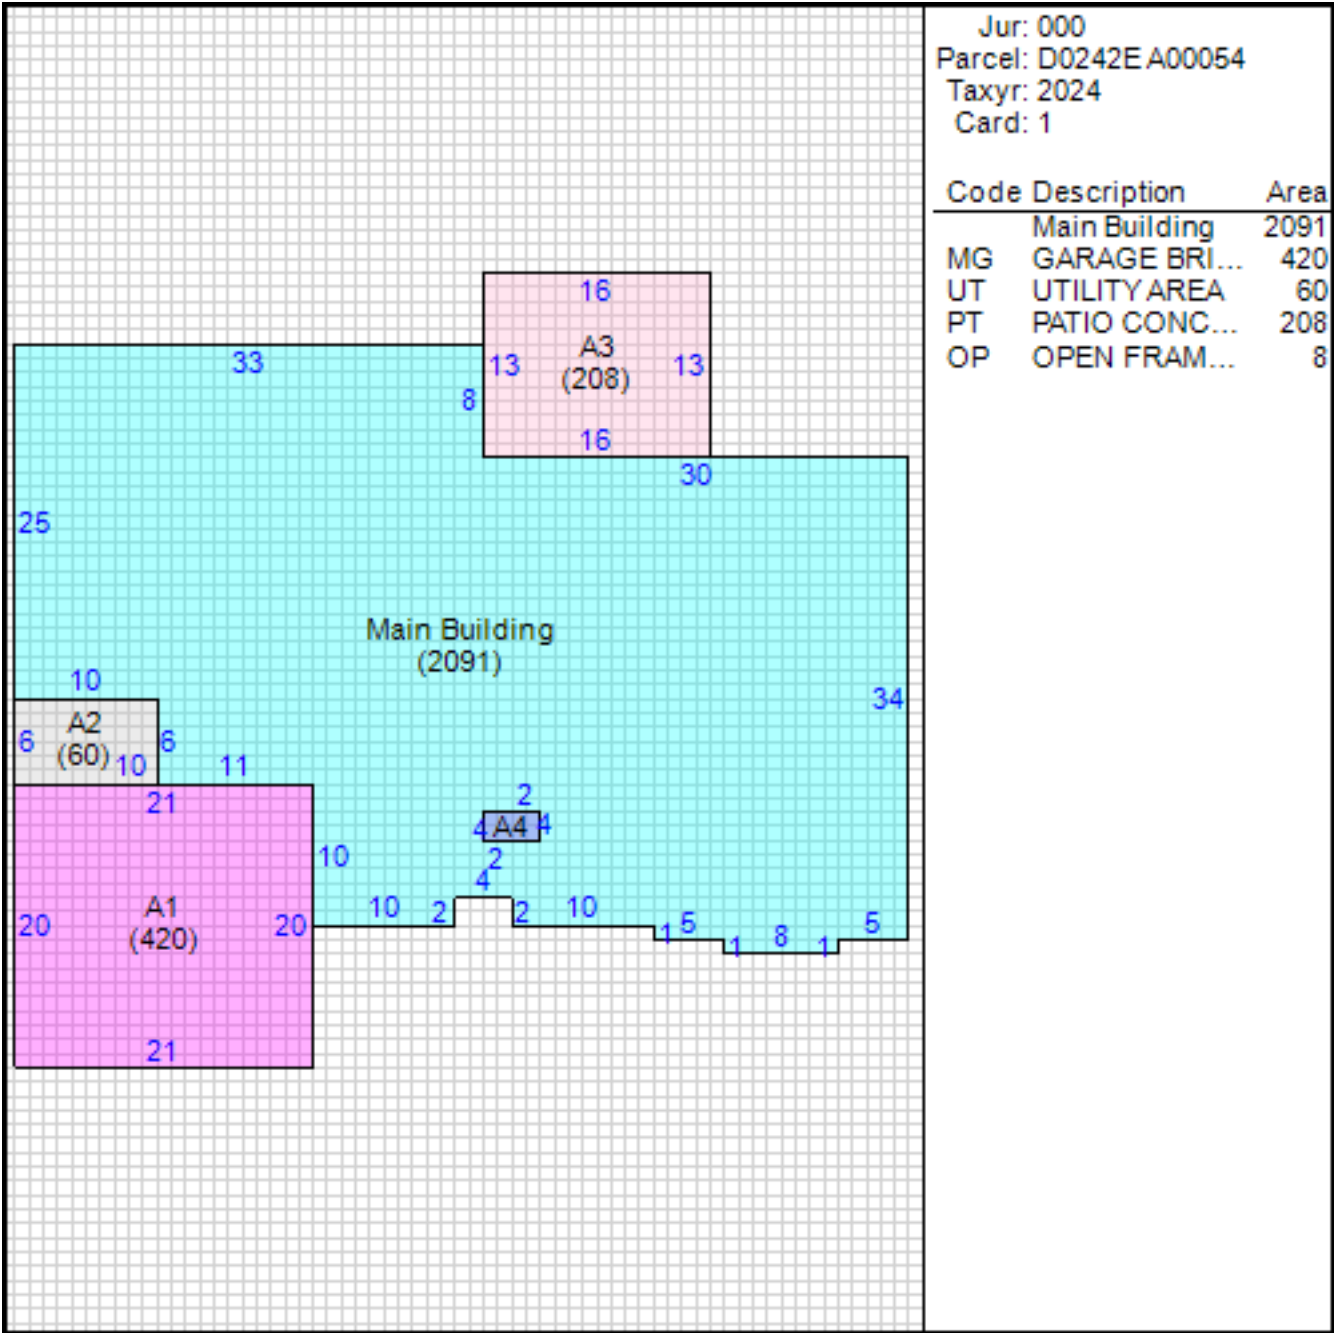 Jur: 000
Parcel: D0242E A00054
Taxyr: 2024
Card: 1
Code Description Area
Main Building 2091
MG GARAGE BRI... 420
UT UTILITY AREA 60
PT PATIO CONC... 208
OP OPEN FRAM... 8
16
33
13
A3
(208)
13
8
16
30
25
Main Building
(2091)
10
34
A2
(60)
6
6
10
11
21
2
4
A4
4
2
10
4
A1
(420)
20
20
10
2
2
10
1
5
1
8
1
5
21